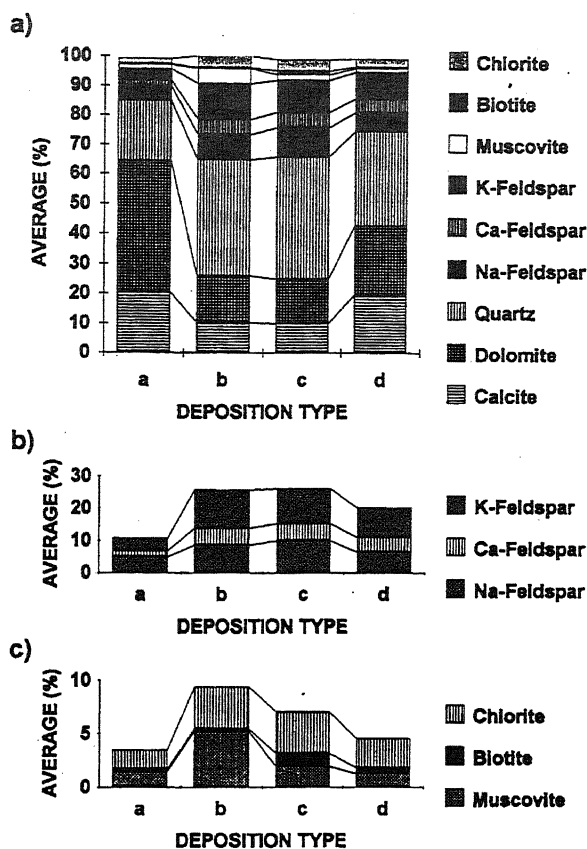 a)
AVERAGE (%)
100
90
80
70
60
50
40
30
20
10
0
a b c d
DEPOSITION TYPE
Chlorite
Biotite
Muscovite
K-Feldspar
Ca-Feldspar
Na-Feldspar
Quartz
Dolomite
Calcite
b)
AVERAGE (%)
30
20
10
0
a b c d
DEPOSITION TYPE
K-Feldspar
Ca-Feldspar
Na-Feldspar
c)
AVERAGE (%)
10
5
0
a b c d
DEPOSITION TYPE
Chlorite
Biotite
Muscovite